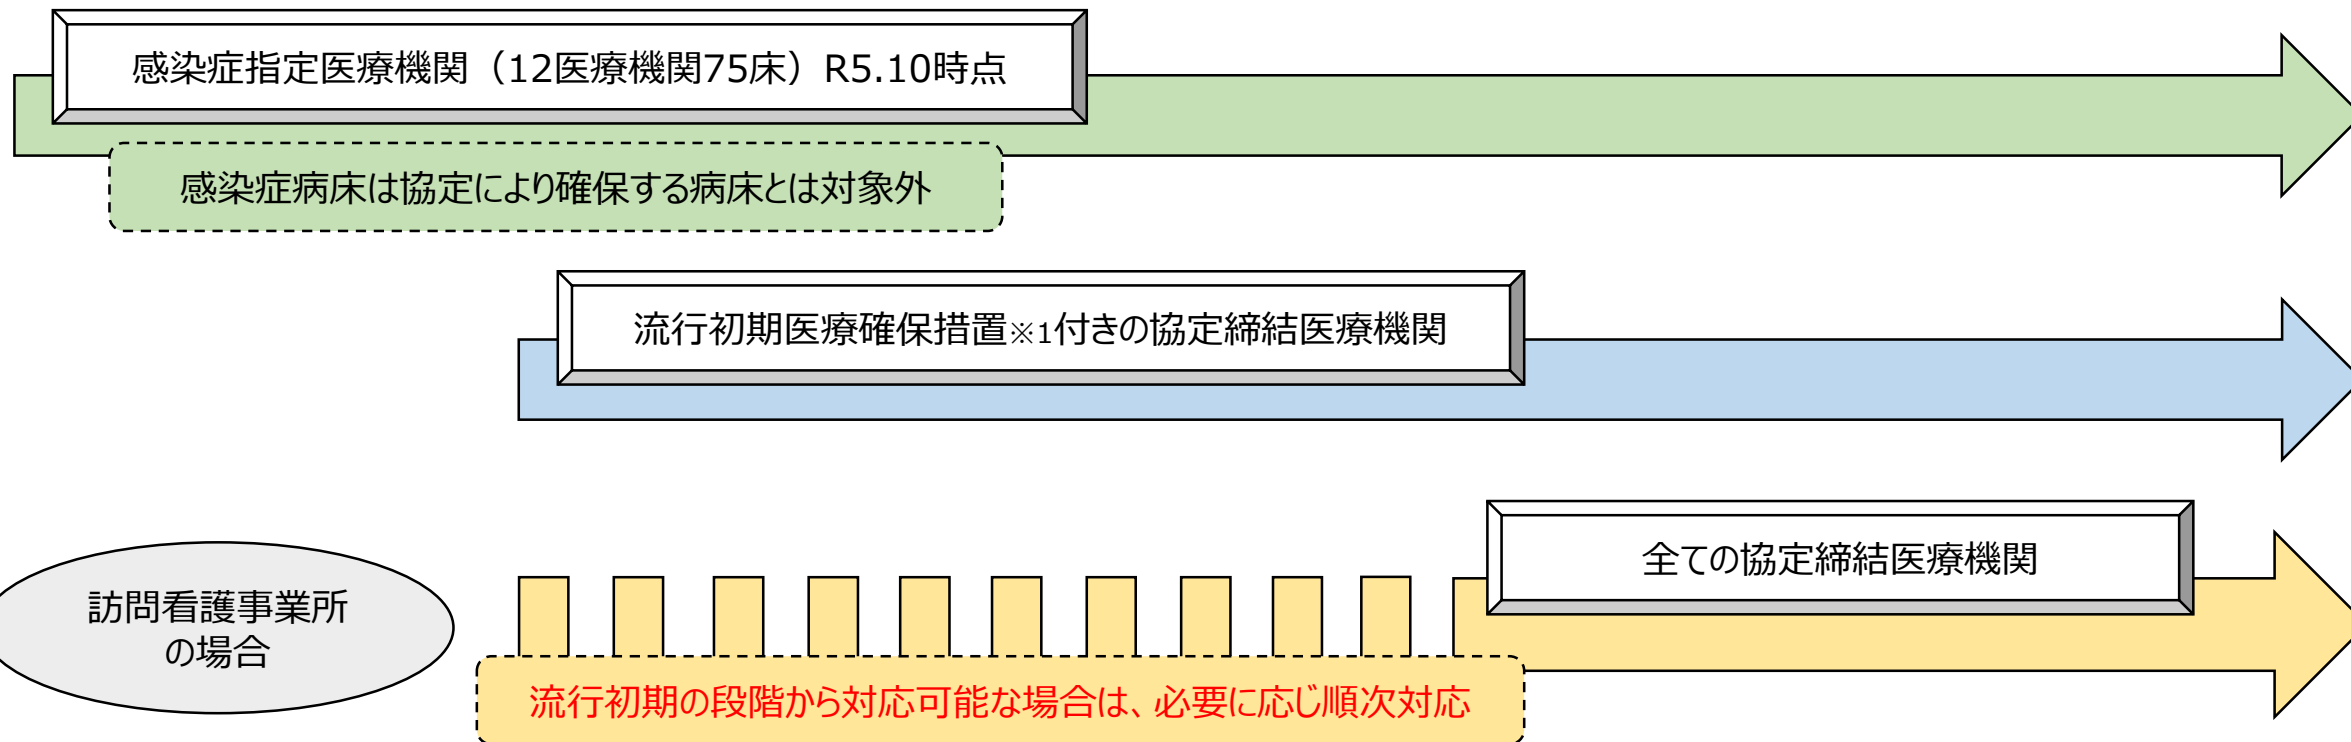 感染症指定医療機関（12医療機関75床）R5.10時点
感染症病床は協定により確保する病床とは対象外
流行初期医療確保措置※1付きの協定締結医療機関
全ての協定締結医療機関
訪問看護事業所
の場合
流行初期の段階から対応可能な場合は、必要に応じ順次対応